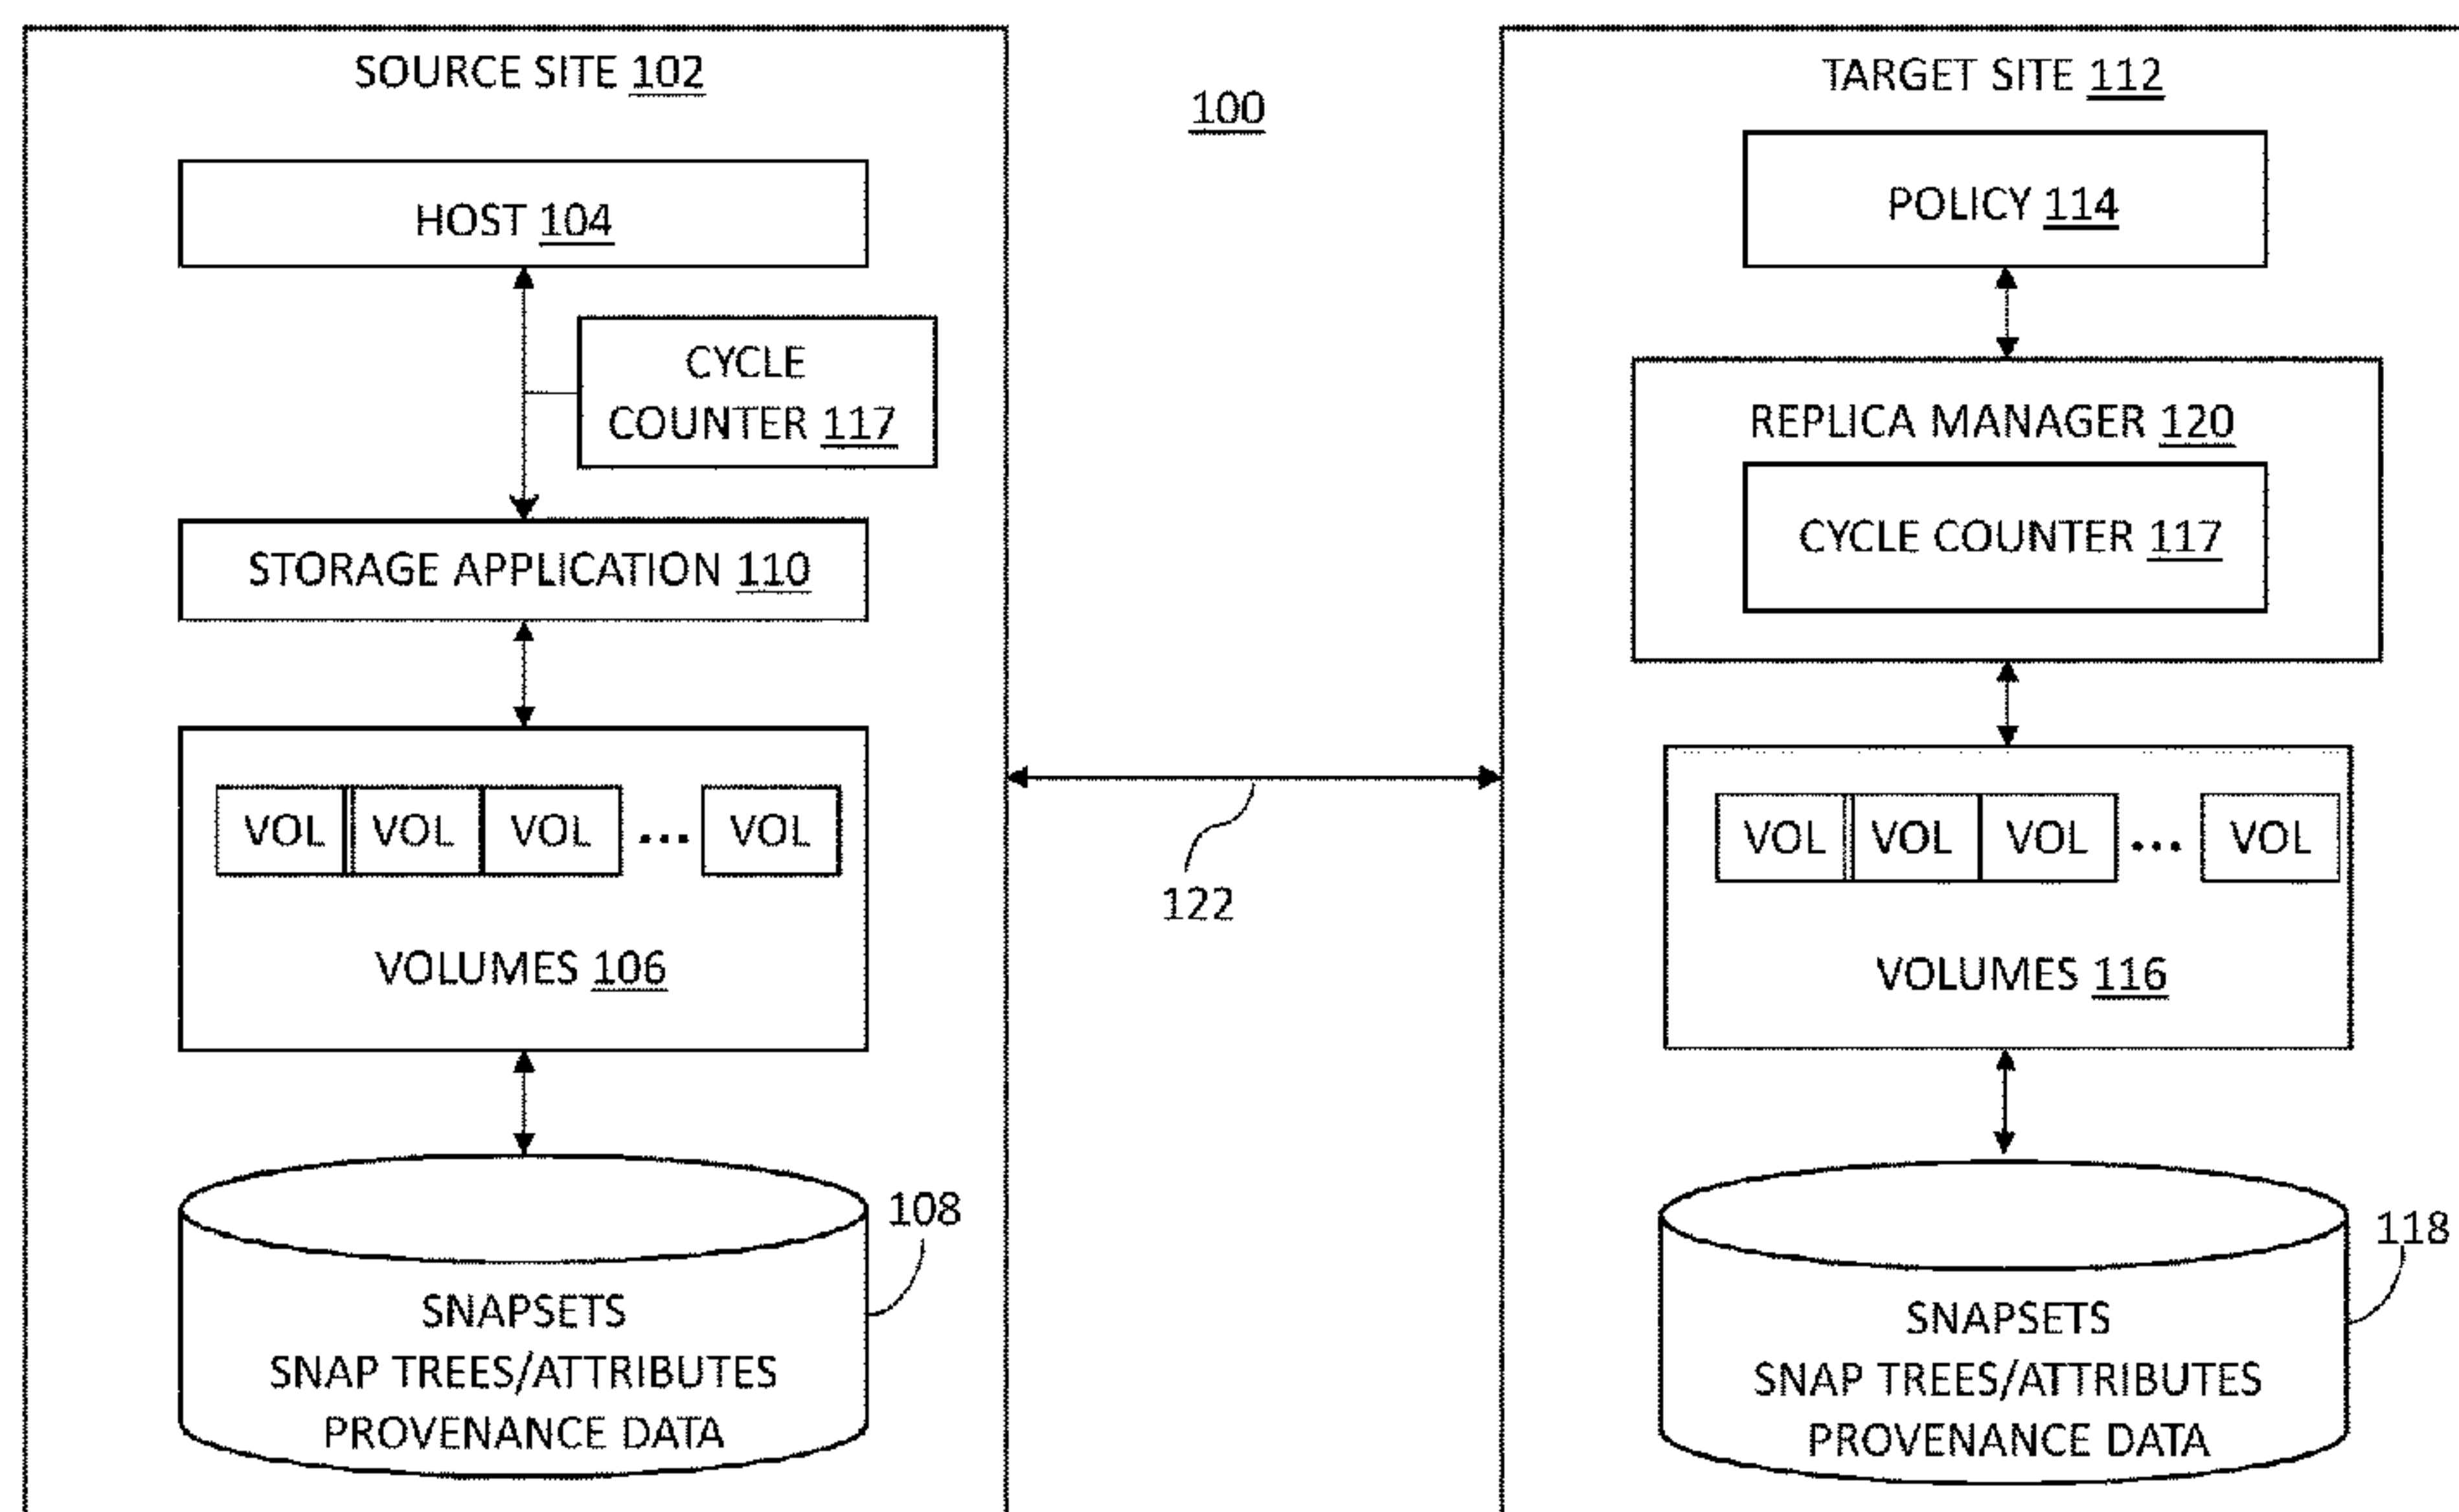 SOURCE SITE 102
HOST 104
CYCLE
COUNTER 117
STORAGE APPLICATION 110
VOL VOL VOL ... VOL
VOLUMES 106
108
SNAPSETS
SNAP TREES/ATTRIBUTES
PROVENANCE DATA
100
122
TARGET SITE 112
POLICY 114
REPLICA MANAGER 120
CYCLE COUNTER 117
VOL VOL VOL ... VOL
VOLUMES 116
118
SNAPSETS
SNAP TREES/ATTRIBUTES
PROVENANCE DATA